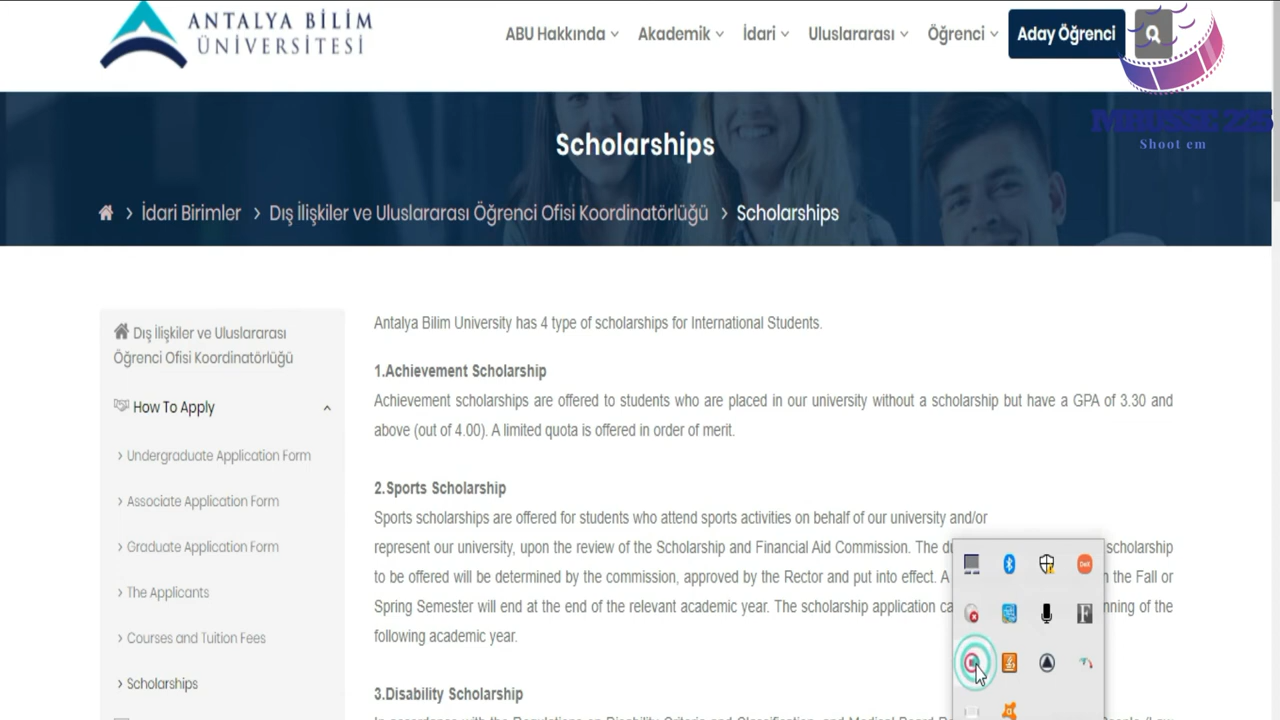 ANTALYA BİLİM
ÜNİVERSİTESİ
ABU Hakkında
Akademik
İdari
Uluslararası
Öğrenci
Aday Öğrenci
Shoot em
Scholarships
İdari Birimler > Dış İlişkiler ve Uluslararası Öğrenci Ofisi Koordinatörlüğü > Scholarships
Dış İlişkiler ve Uluslararası
Öğrenci Ofisi Koordinatörlüğü
How To Apply
> Undergraduate Application Form
> Associate Application Form
> Graduate Application Form
> The Applicants
> Courses and Tuition Fees
> Scholarships
Antalya Bilim University has 4 type of scholarships for International Students.
1.Achievement Scholarship
Achievement scholarships are offered to students who are placed in our university without a scholarship but have a GPA of 3.30 and
above (out of 4.00). A limited quota is offered in order of merit.
2.Sports Scholarship
Sports scholarships are offered for students who attend sports activities on behalf of our university and/or
represent our university, upon the review of the Scholarship and Financial Aid Commission. The scholarship
to be offered will be determined by the commission, approved by the Rector and put into effect. A the Fall or
Spring Semester will end at the end of the relevant academic year. The scholarship application of the
following academic year.
3.Disability Scholarship
Dell
F